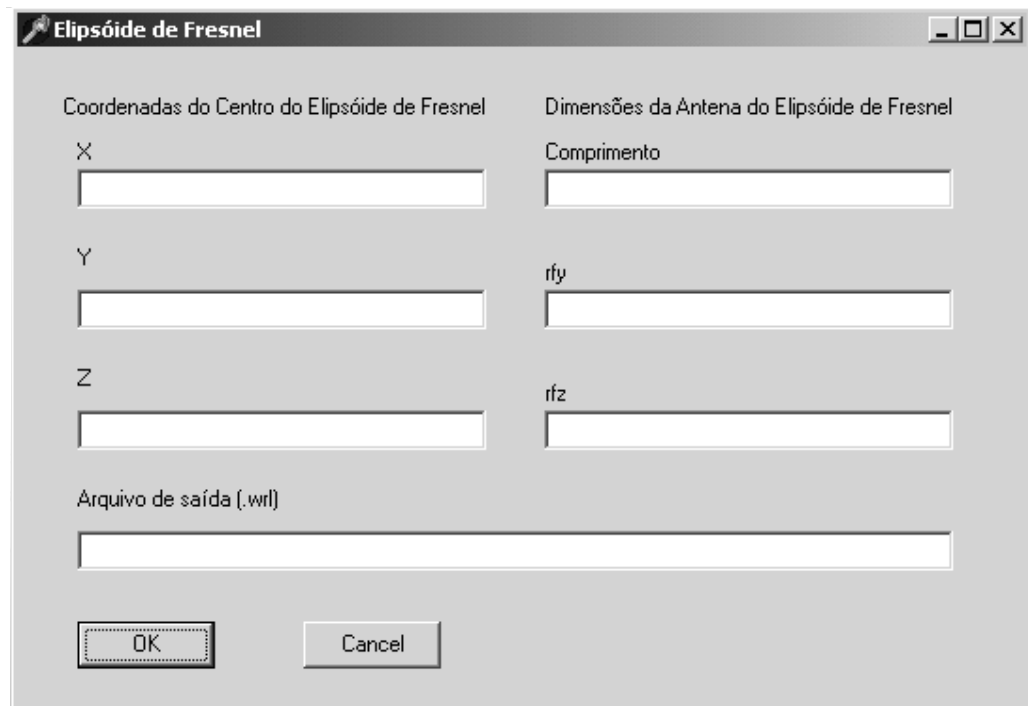 Elipsóide de Fresnel
Coordenadas do Centro do Elipsóide de Fresnel
Dimensões da Antena do Elipsóide de Fresnel
X
Comprimento
Y
rfy
Z
rfz
Arquivo de saída (.wrl)
OK
Cancel